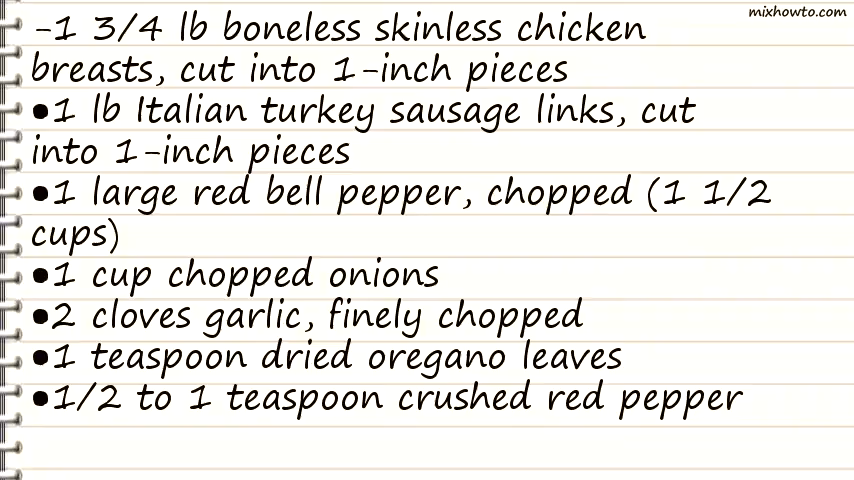 mixhowto.com
-1 3/4 lb boneless skinless chicken
breasts, cut into 1-inch pieces
•1 lb Italian turkey sausage links, cut
into 1-inch pieces
•1 large red bell pepper, chopped (1 1/2
cups)
•1 cup chopped onions
•2 cloves garlic, finely chopped
•1 teaspoon dried oregano leaves
•1/2 to 1 teaspoon crushed red pepper